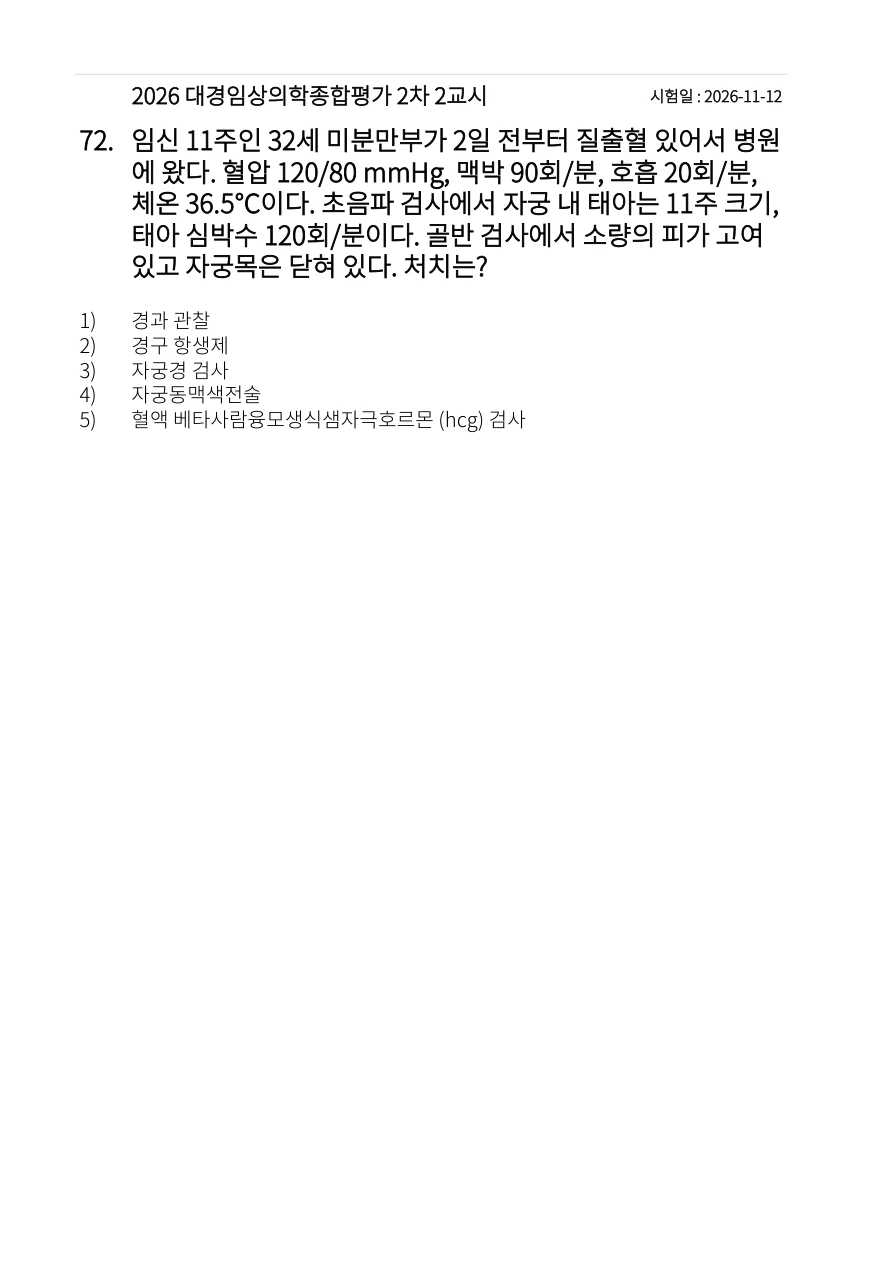 2026 대경임상의학종합평가 2차 2교시 시험일 : 2026-11-12
72. 임신 11주인 32세 미분만부가 2일 전부터 질출혈 있어서 병원
에 왔다. 혈압 120/80 mmHg, 맥박 90회/분, 호흡 20회/분,
체온 36.5℃이다. 초음파 검사에서 자궁 내 태아는 11주 크기,
태아 심박수 120회/분이다. 골반 검사에서 소량의 피가 고여
있고 자궁목은 닫혀 있다. 처치는?
1) 경과 관찰
2) 경구 항생제
3) 자궁경 검사
4) 자궁동맥색전술
5) 혈액 베타사람융모생식샘자극호르몬 (hcg) 검사